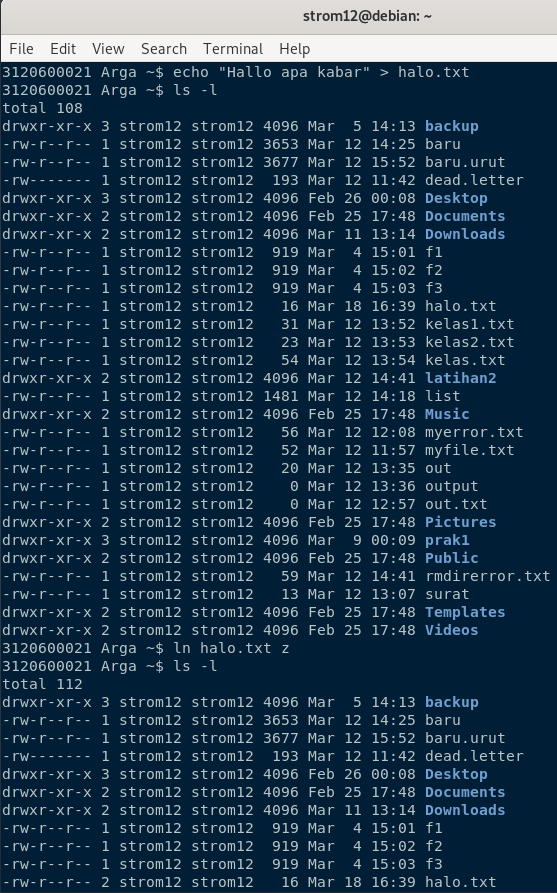 strom12@debian: ~
File Edit View Search Terminal Help
3120600021 Arga ~$ echo "Hallo apa kabar" > halo.txt
3120600021 Arga ~$ ls -l
total 108
drwxr-xr-x 3 strom12 strom12 4096 Mar  5 14:13 backup
-rw-r--r-- 1 strom12 strom12 3653 Mar 12 14:25 baru
-rw-r--r-- 1 strom12 strom12 3677 Mar 12 15:52 baru.urut
-rw------- 1 strom12 strom12  193 Mar 12 11:42 dead.letter
drwxr-xr-x 3 strom12 strom12 4096 Feb 26 00:08 Desktop
drwxr-xr-x 2 strom12 strom12 4096 Feb 25 17:48 Documents
drwxr-xr-x 2 strom12 strom12 4096 Mar 11 13:14 Downloads
-rw-r--r-- 1 strom12 strom12  919 Mar  4 15:01 f1
-rw-r--r-- 1 strom12 strom12  919 Mar  4 15:02 f2
-rw-r--r-- 1 strom12 strom12  919 Mar  4 15:03 f3
-rw-r--r-- 1 strom12 strom12   16 Mar 18 16:39 halo.txt
-rw-r--r-- 1 strom12 strom12   31 Mar 12 13:52 kelas1.txt
-rw-r--r-- 1 strom12 strom12   23 Mar 12 13:53 kelas2.txt
-rw-r--r-- 1 strom12 strom12   54 Mar 12 13:54 kelas.txt
drwxr-xr-x 2 strom12 strom12 4096 Mar 12 14:41 latihan2
-rw-r--r-- 1 strom12 strom12 1481 Mar 12 14:18 list
drwxr-xr-x 2 strom12 strom12 4096 Feb 25 17:48 Music
-rw-r--r-- 1 strom12 strom12   56 Mar 12 12:08 myerror.txt
-rw-r--r-- 1 strom12 strom12   52 Mar 12 11:57 myfile.txt
-rw-r--r-- 1 strom12 strom12   20 Mar 12 13:35 out
-rw-r--r-- 1 strom12 strom12    0 Mar 12 13:36 output
-rw-r--r-- 1 strom12 strom12    0 Mar 12 12:57 out.txt
drwxr-xr-x 2 strom12 strom12 4096 Feb 25 17:48 Pictures
drwxr-xr-x 3 strom12 strom12 4096 Mar  9 00:09 prak1
drwxr-xr-x 2 strom12 strom12 4096 Feb 25 17:48 Public
-rw-r--r-- 1 strom12 strom12   59 Mar 12 14:41 rmdirerror.txt
-rw-r--r-- 1 strom12 strom12   13 Mar 12 13:07 surat
drwxr-xr-x 2 strom12 strom12 4096 Feb 25 17:48 Templates
drwxr-xr-x 2 strom12 strom12 4096 Feb 25 17:48 Videos
3120600021 Arga ~$ ln halo.txt z
3120600021 Arga ~$ ls -l
total 112
drwxr-xr-x 3 strom12 strom12 4096 Mar  5 14:13 backup
-rw-r--r-- 1 strom12 strom12 3653 Mar 12 14:25 baru
-rw-r--r-- 1 strom12 strom12 3677 Mar 12 15:52 baru.urut
-rw------- 1 strom12 strom12  193 Mar 12 11:42 dead.letter
drwxr-xr-x 3 strom12 strom12 4096 Feb 26 00:08 Desktop
drwxr-xr-x 2 strom12 strom12 4096 Feb 25 17:48 Documents
drwxr-xr-x 2 strom12 strom12 4096 Mar 11 13:14 Downloads
-rw-r--r-- 1 strom12 strom12  919 Mar  4 15:01 f1
-rw-r--r-- 1 strom12 strom12  919 Mar  4 15:02 f2
-rw-r--r-- 1 strom12 strom12  919 Mar  4 15:03 f3
-rw-r--r-- 2 strom12 strom12   16 Mar 18 16:39 halo.txt